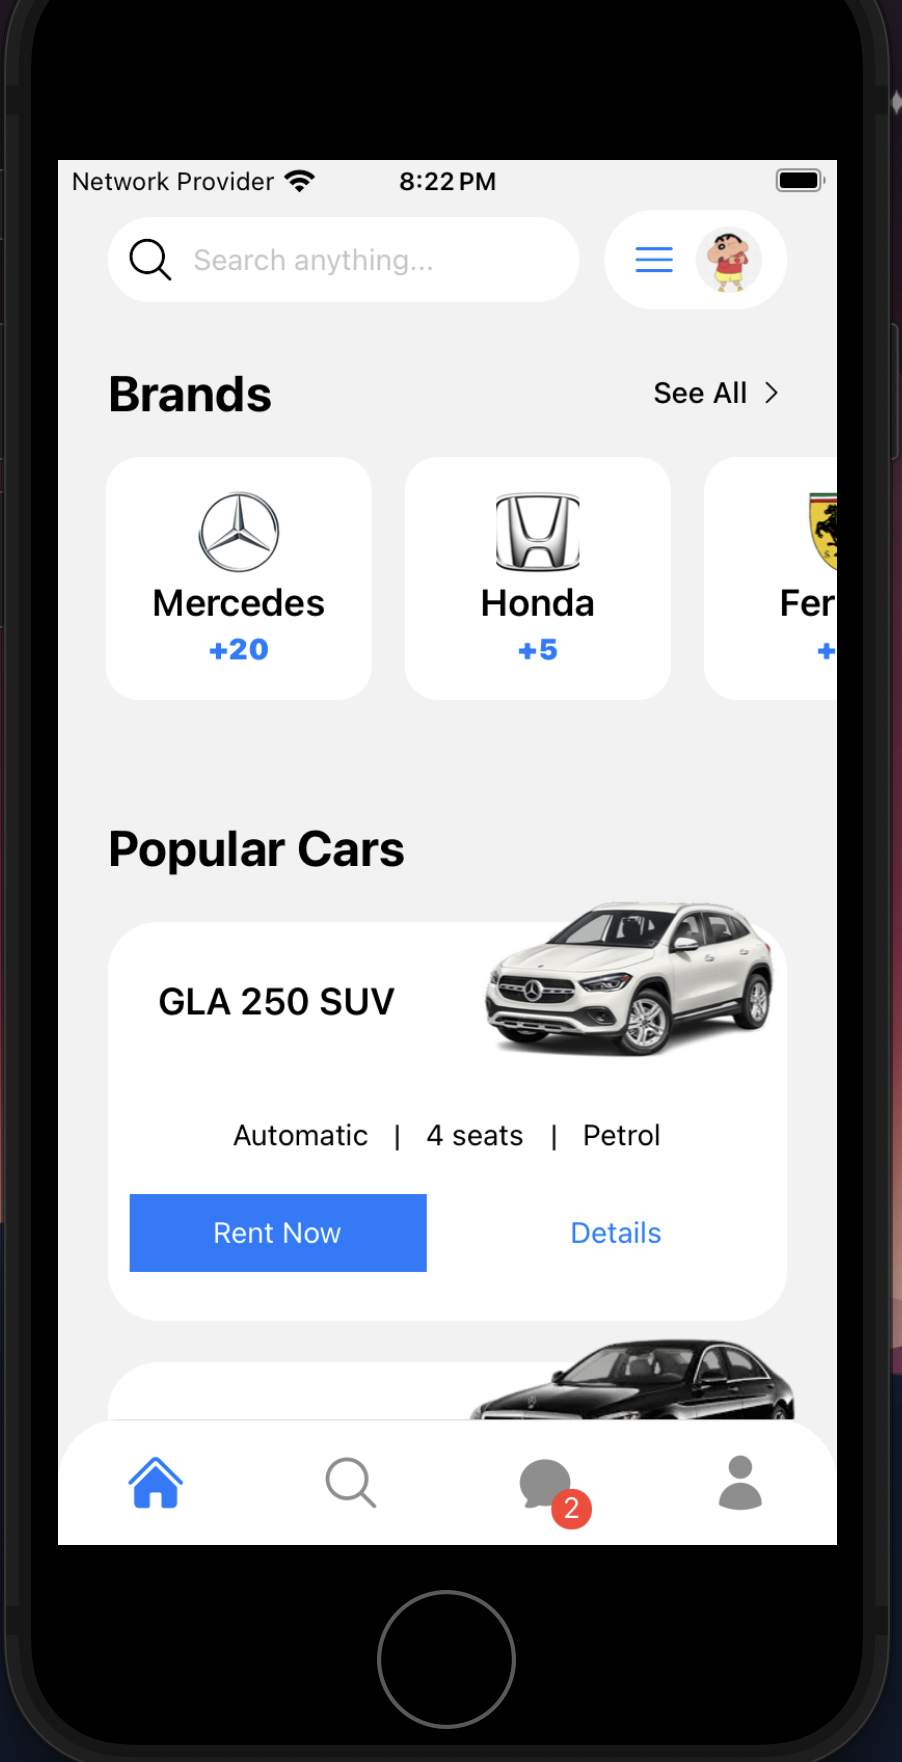 Network Provider 8:22 PM
Search anything...
Brands See All
Mercedes Honda Fer
+20 +5 +
Popular Cars
GLA 250 SUV
Automatic | 4 seats | Petrol
Rent Now Details
2